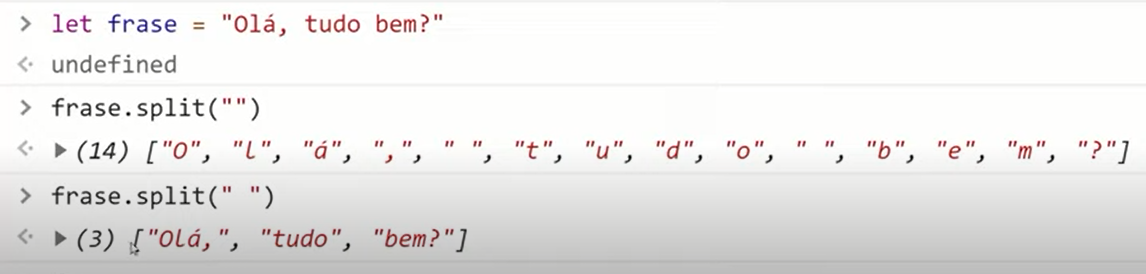 > let frase = "Olá, tudo bem?"
<· undefined
> frase.split("")
<· ▶(14) ["O", "l", "á", ",", " ", "t", "u", "d", "o", " ", "b", "e", "m", "?"]
> frase.split(" ")
<· ▶(3) ["Olá,", "tudo", "bem?"]